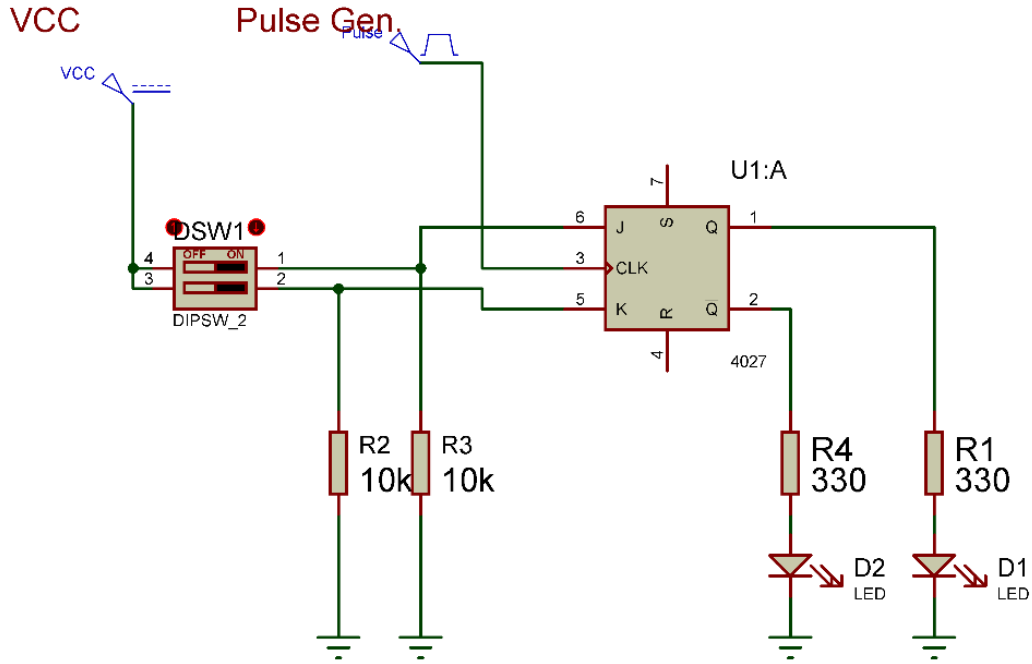 VCC
Pulse Gen.
Pulse
VCC
DSW1
OFF ON
4
3
1
2
DIPSW_2
U1:A
7
S
6
J
3
CLK
5
K
R
4
Q
1
Q
2
4027
R2
10k
R3
10k
R4
330
R1
330
D2
LED
D1
LED